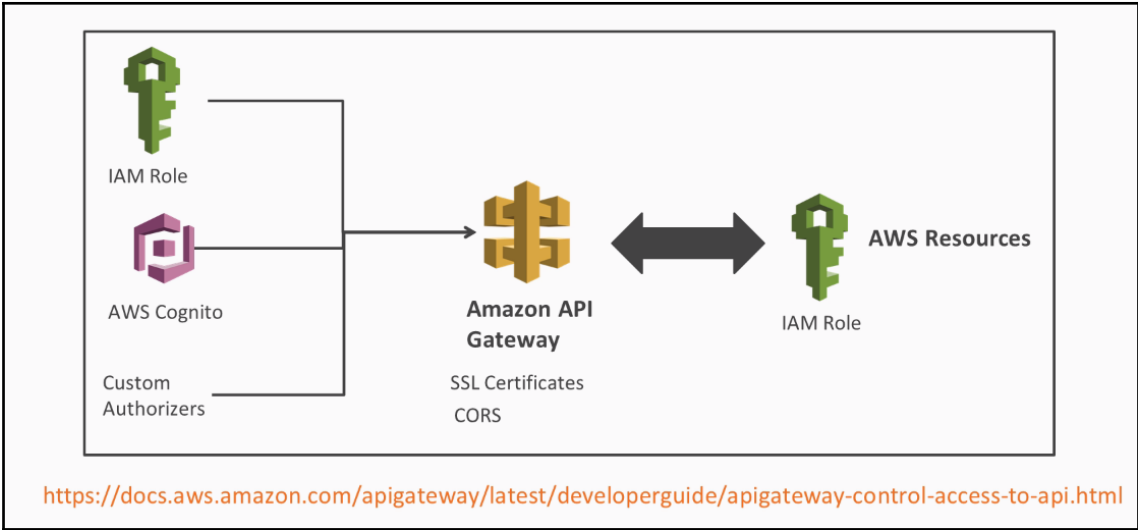 IAM Role
AWS Cognito
Custom
Authorizers
Amazon API
Gateway
SSL Certificates
CORS
IAM Role
AWS Resources
https://docs.aws.amazon.com/apigateway/latest/developerguide/apigateway-control-access-to-api.html